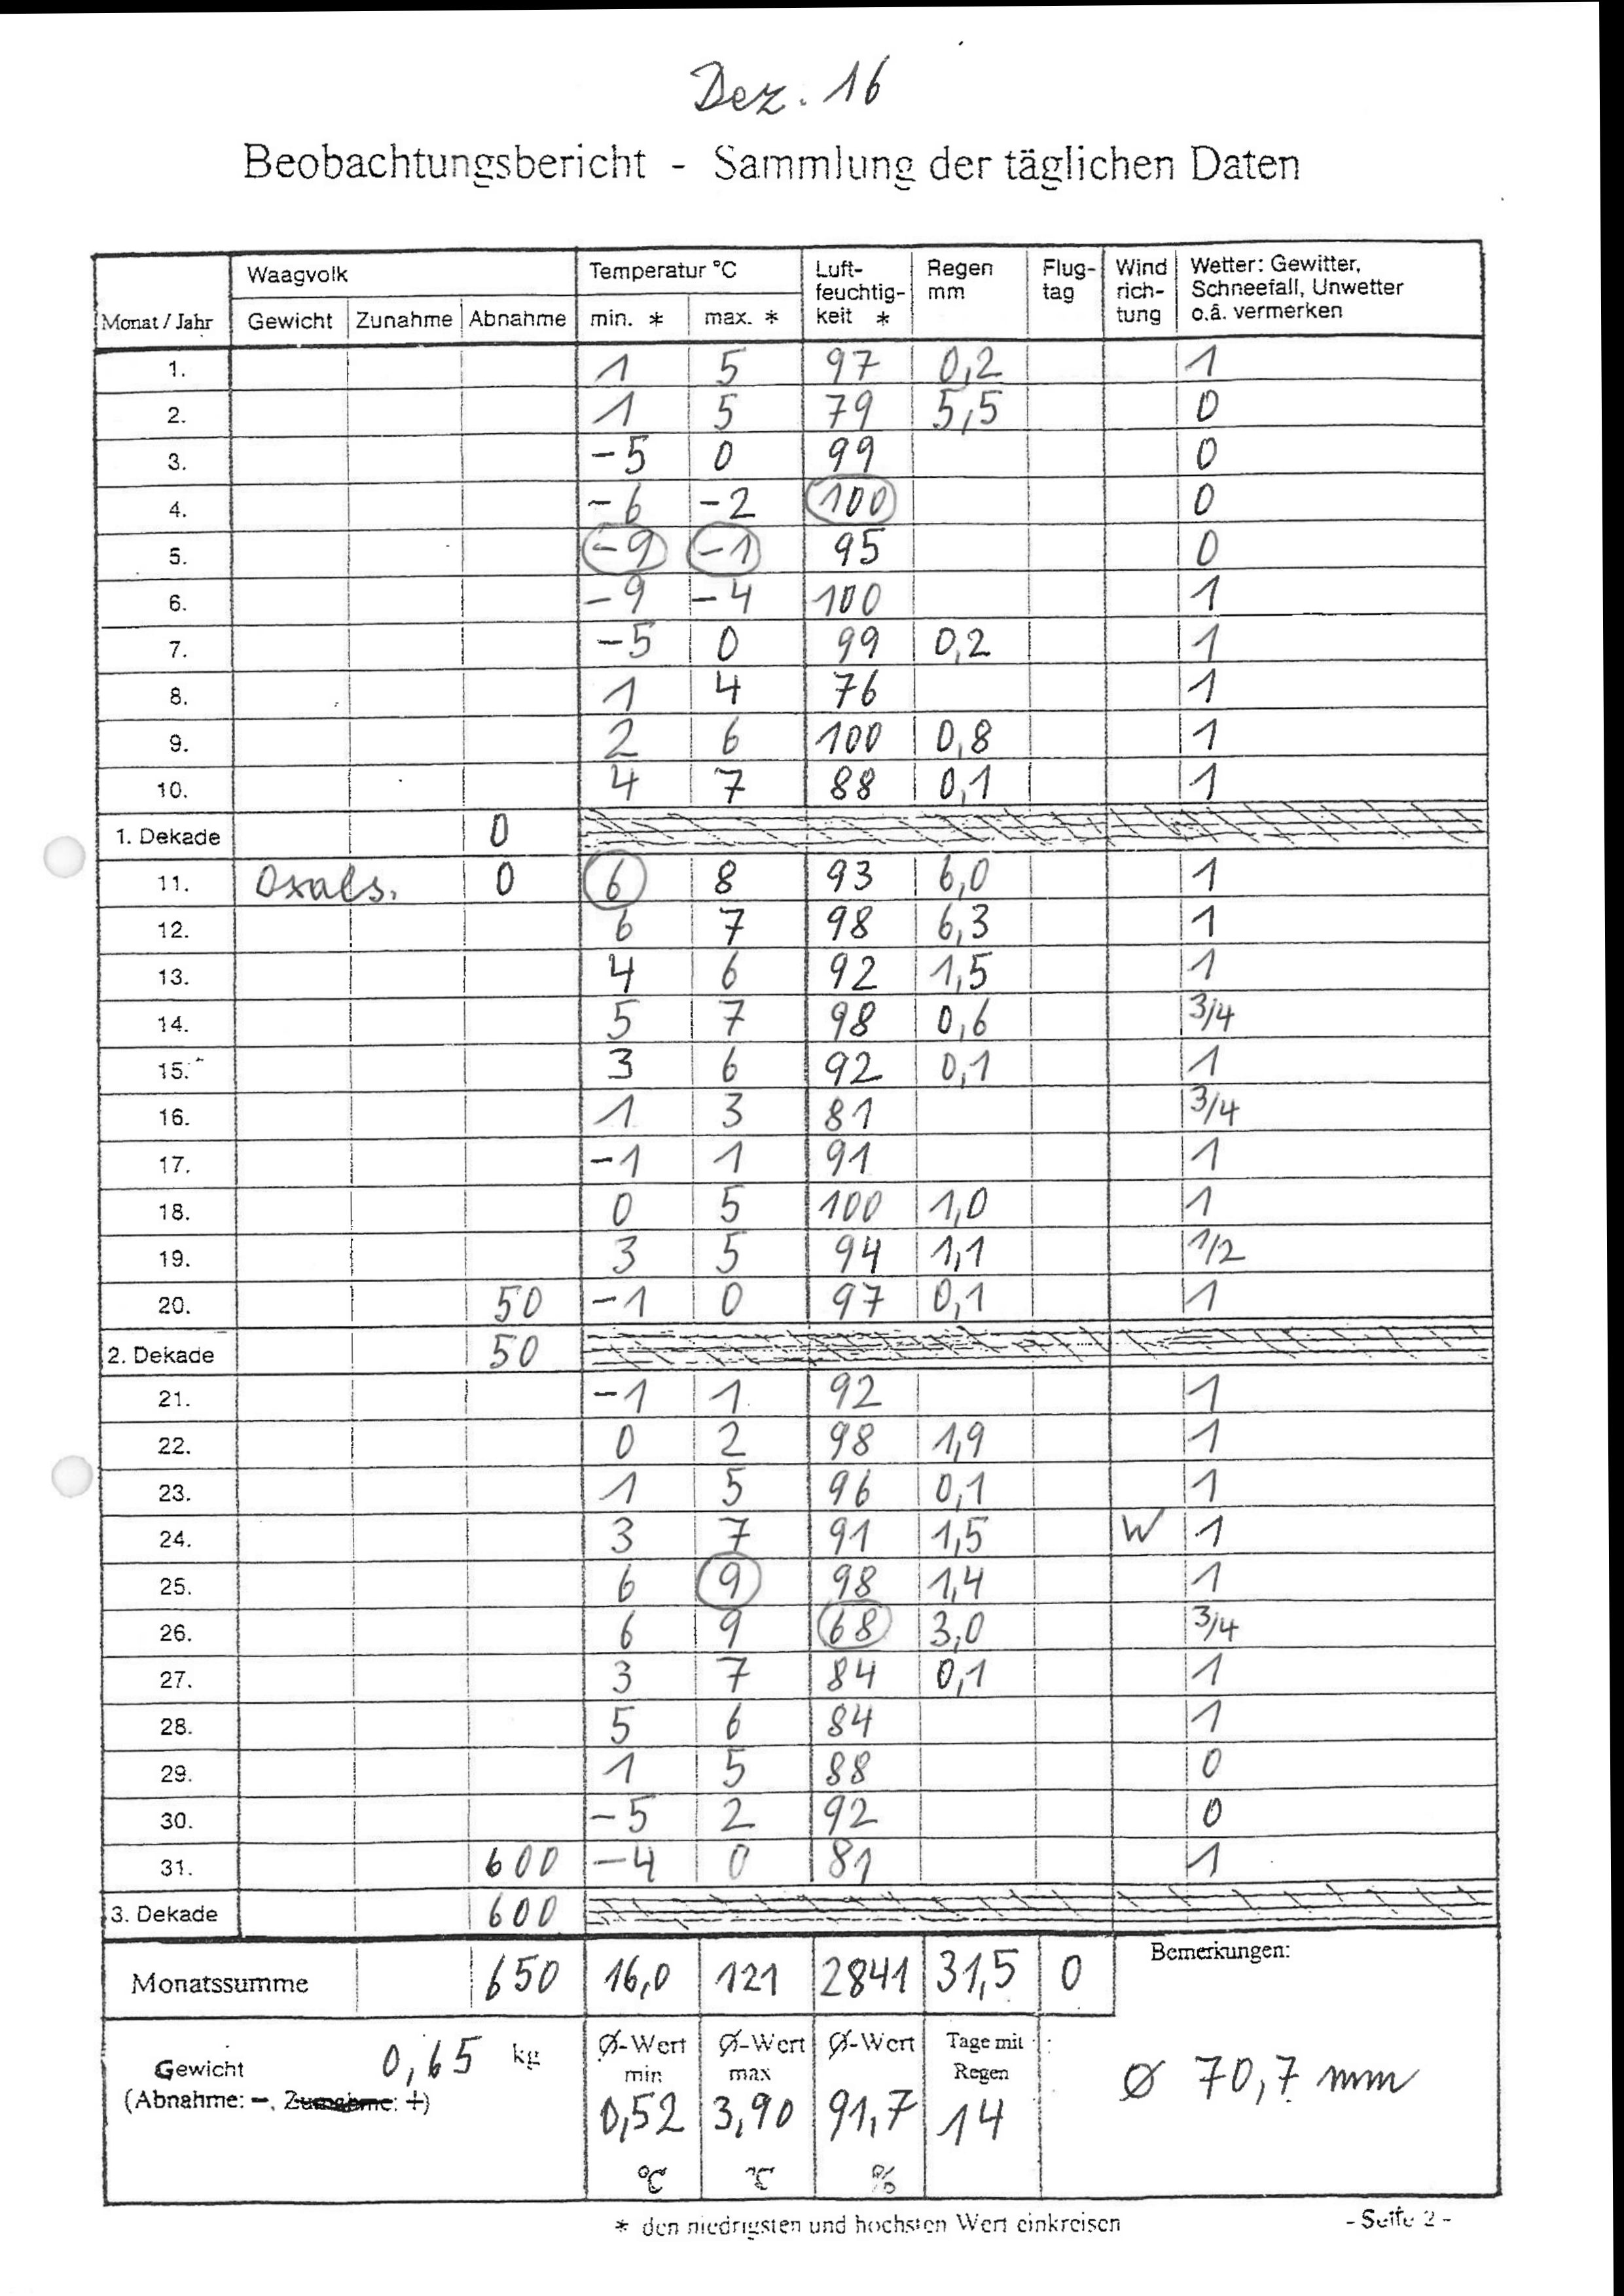 Dez. 16
Beobachtungsbericht - Sammlung der täglichen Daten
Monat / Jahr Waagvolk Temperatur °C Luft-feuchtig-keit * Regen mm Flug-tag Wind rich-tung Wetter: Gewitter, Schneefall, Unwetter o.ä. vermerken
Gewicht Zunahme Abnahme min. * max. *
1. 1 5 97 0,2 1
2. 1 5 79 5,5 0
3. -5 0 99 0
4. -6 -2 100 0
5. -9 -1 95 0
6. -9 -4 100 1
7. -5 0 99 0,2 1
8. 1 4 76 1
9. 2 6 100 0,8 1
10. 4 7 88 0,1 1
1. Dekade 0
11. Oxals. 0 6 8 93 6,0 1
12. 6 7 98 6,3 1
13. 4 6 92 1,5 1
14. 5 7 98 0,6 3/4
15. 3 6 92 0,1 1
16. 1 3 81 3/4
17. -1 1 91 1
18. 0 5 100 1,0 1
19. 3 5 94 1,1 1/2
20. 50 -1 0 97 0,1 1
2. Dekade 50
21. -1 1 92 1
22. 0 2 98 1,9 1
23. 1 5 96 0,1 1
24. 3 7 91 1,5 W 1
25. 6 9 98 1,4 1
26. 6 9 68 3,0 3/4
27. 3 7 84 0,1 1
28. 5 6 84 1
29. 1 5 88 0
30. -5 2 92 0
31. 600 -4 0 81 1
3. Dekade 600
Monatssumme 650 16,0 121 2841 31,5 0 Bemerkungen:
Gewicht 0,65 kg Ø-Wert min Ø-Wert max Ø-Wert Tage mit Regen
(Abnahme: -, Zunahme: +) 0,52 3,90 91,7 14 Ø 70,7 mm
°C °C %
* den niedrigsten und höchsten Wert einkreisen
- Seite 2 -